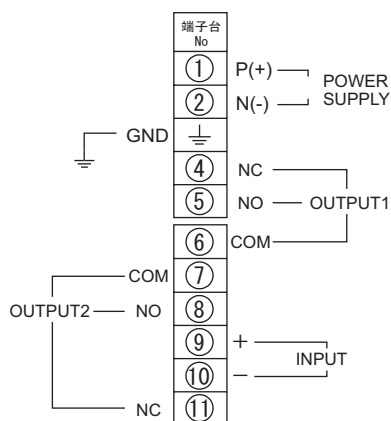 端子台
No
① P(+)
POWER
SUPPLY
② N(-)
GND
④ NC
⑤ NO OUTPUT1
⑥ COM
COM ⑦
OUTPUT2 NO ⑧
⑨ +
INPUT
⑩ −
NC ⑪